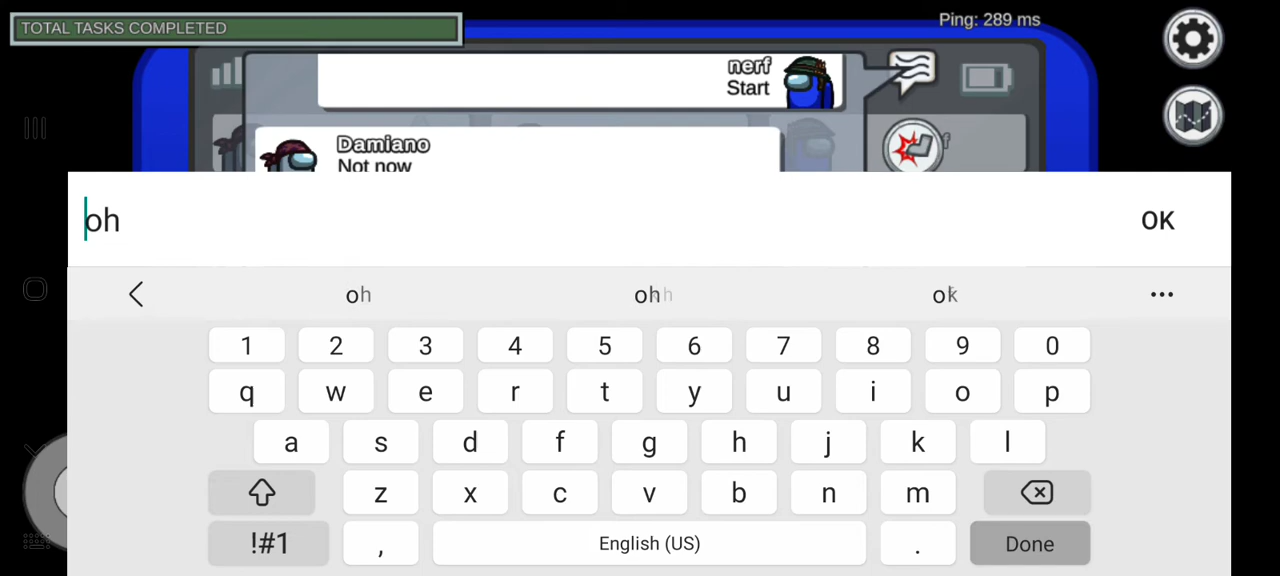 TOTAL TASKS COMPLETED
Ping: 289 ms
nerf
Start
Damiano
Not now
oh
OK
oh
oh
ok
1 2 3 4 5 6 7 8 9 0
q w e r t y u i o p
a s d f g h j k l
z x c v b n m
!#1 , English (US) . Done